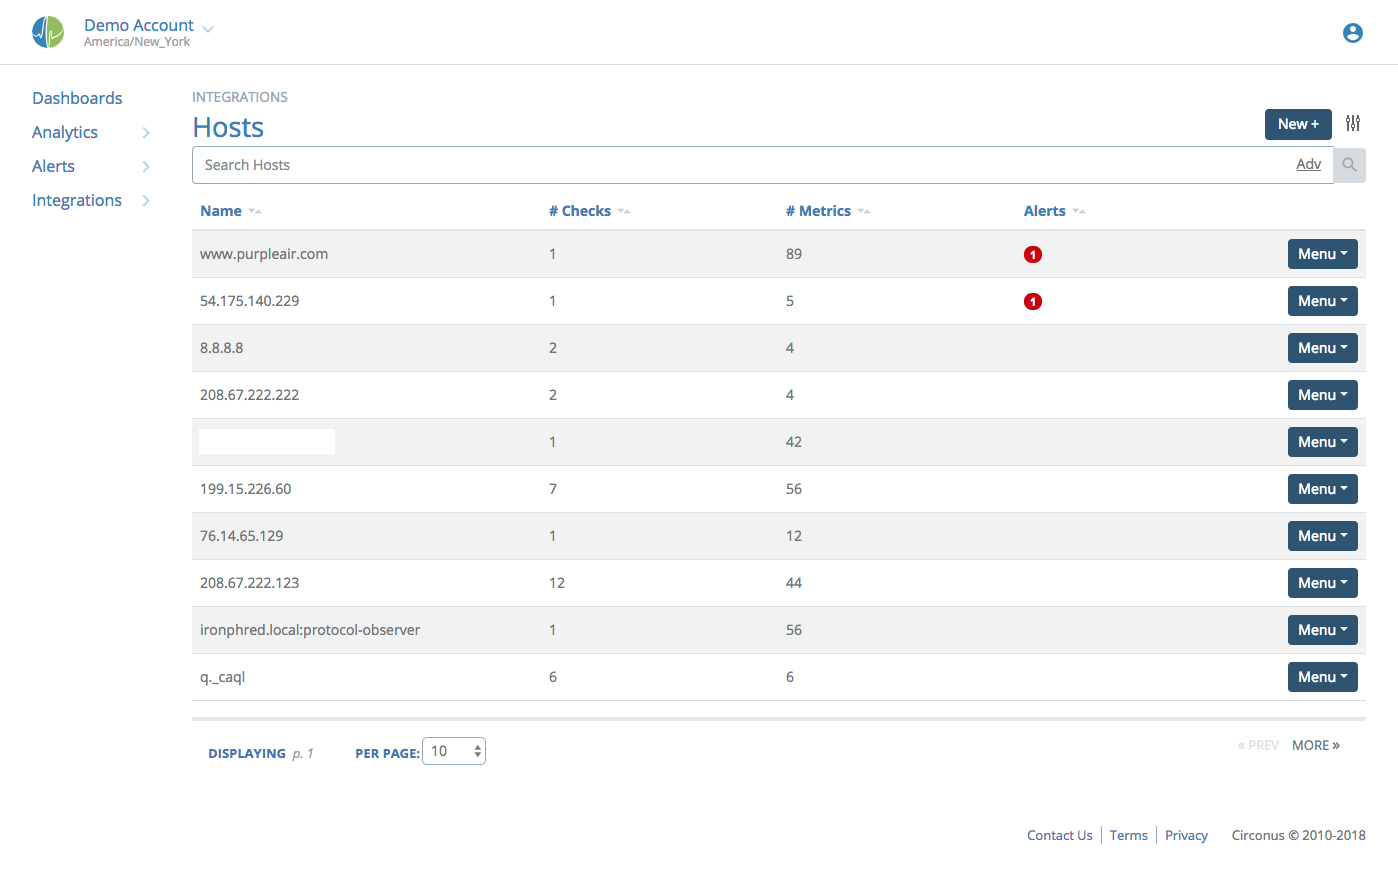 Demo Account
America/New_York
Dashboards
Analytics
Alerts
Integrations
INTEGRATIONS
Hosts
New +
Search Hosts Adv
Name # Checks # Metrics Alerts
www.purpleair.com 1 89 1 Menu
54.175.140.229 1 5 1 Menu
8.8.8.8 2 4 Menu
208.67.222.222 2 4 Menu
1 42 Menu
199.15.226.60 7 56 Menu
76.14.65.129 1 12 Menu
208.67.222.123 12 44 Menu
ironphred.local:protocol-observer 1 56 Menu
q._caql 6 6 Menu
DISPLAYING p. 1 PER PAGE: 10 « PREV MORE »
Contact Us Terms Privacy Circonus © 2010-2018